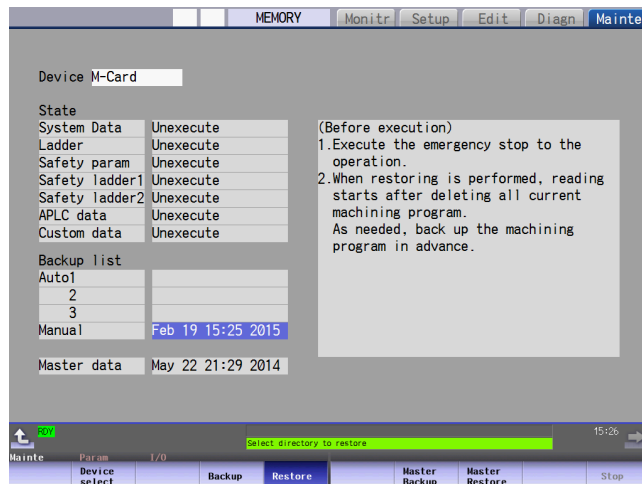 MEMORY Monitr Setup Edit Diagn Mainte
Device M-Card
State
System Data Unexecute
Ladder Unexecute
Safety param Unexecute
Safety ladder1 Unexecute
Safety ladder2 Unexecute
APLC data Unexecute
Custom data Unexecute
Backup list
Auto1
2
3
Manual Feb 19 15:25 2015
Master data May 22 21:29 2014
(Before execution)
1.Execute the emergency stop to the
operation.
2.When restoring is performed, reading
starts after deleting all current
machining program.
As needed, back up the machining
program in advance.
RDY 15:26
Select directory to restore
Mainte Param I/O
Device
select
Backup
Restore
Master
Backup
Master
Restore
Stop